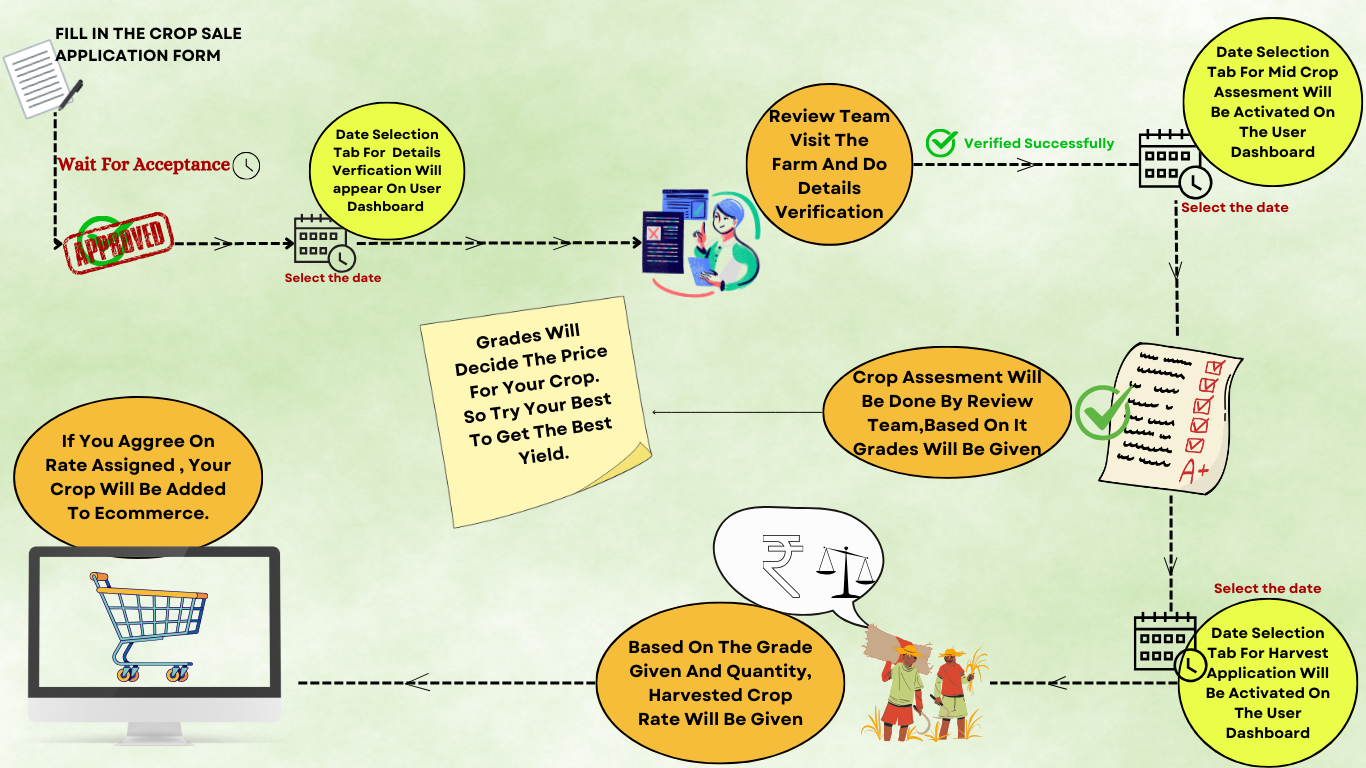 FILL IN THE CROP SALE
APPLICATION FORM
Wait For Acceptance
APPROVED
Date Selection
Tab For Details
Verfication Will
appear On User
Dashboard
Select the date
Review Team
Visit The
Farm And Do
Details
Verification
Verified Successfully
Date Selection
Tab For Mid Crop
Assesment Will
Be Activated On
The User
Dashboard
Select the date
Crop Assesment Will
Be Done By Review
Team,Based On It
Grades Will Be Given
A+
Grades Will
Decide The Price
For Your Crop.
So Try Your Best
To Get The Best
Yield.
Select the date
Date Selection
Tab For Harvest
Application Will
Be Activated On
The User
Dashboard
₹
Based On The Grade
Given And Quantity,
Harvested Crop
Rate Will Be Given
If You Aggree On
Rate Assigned , Your
Crop Will Be Added
To Ecommerce.